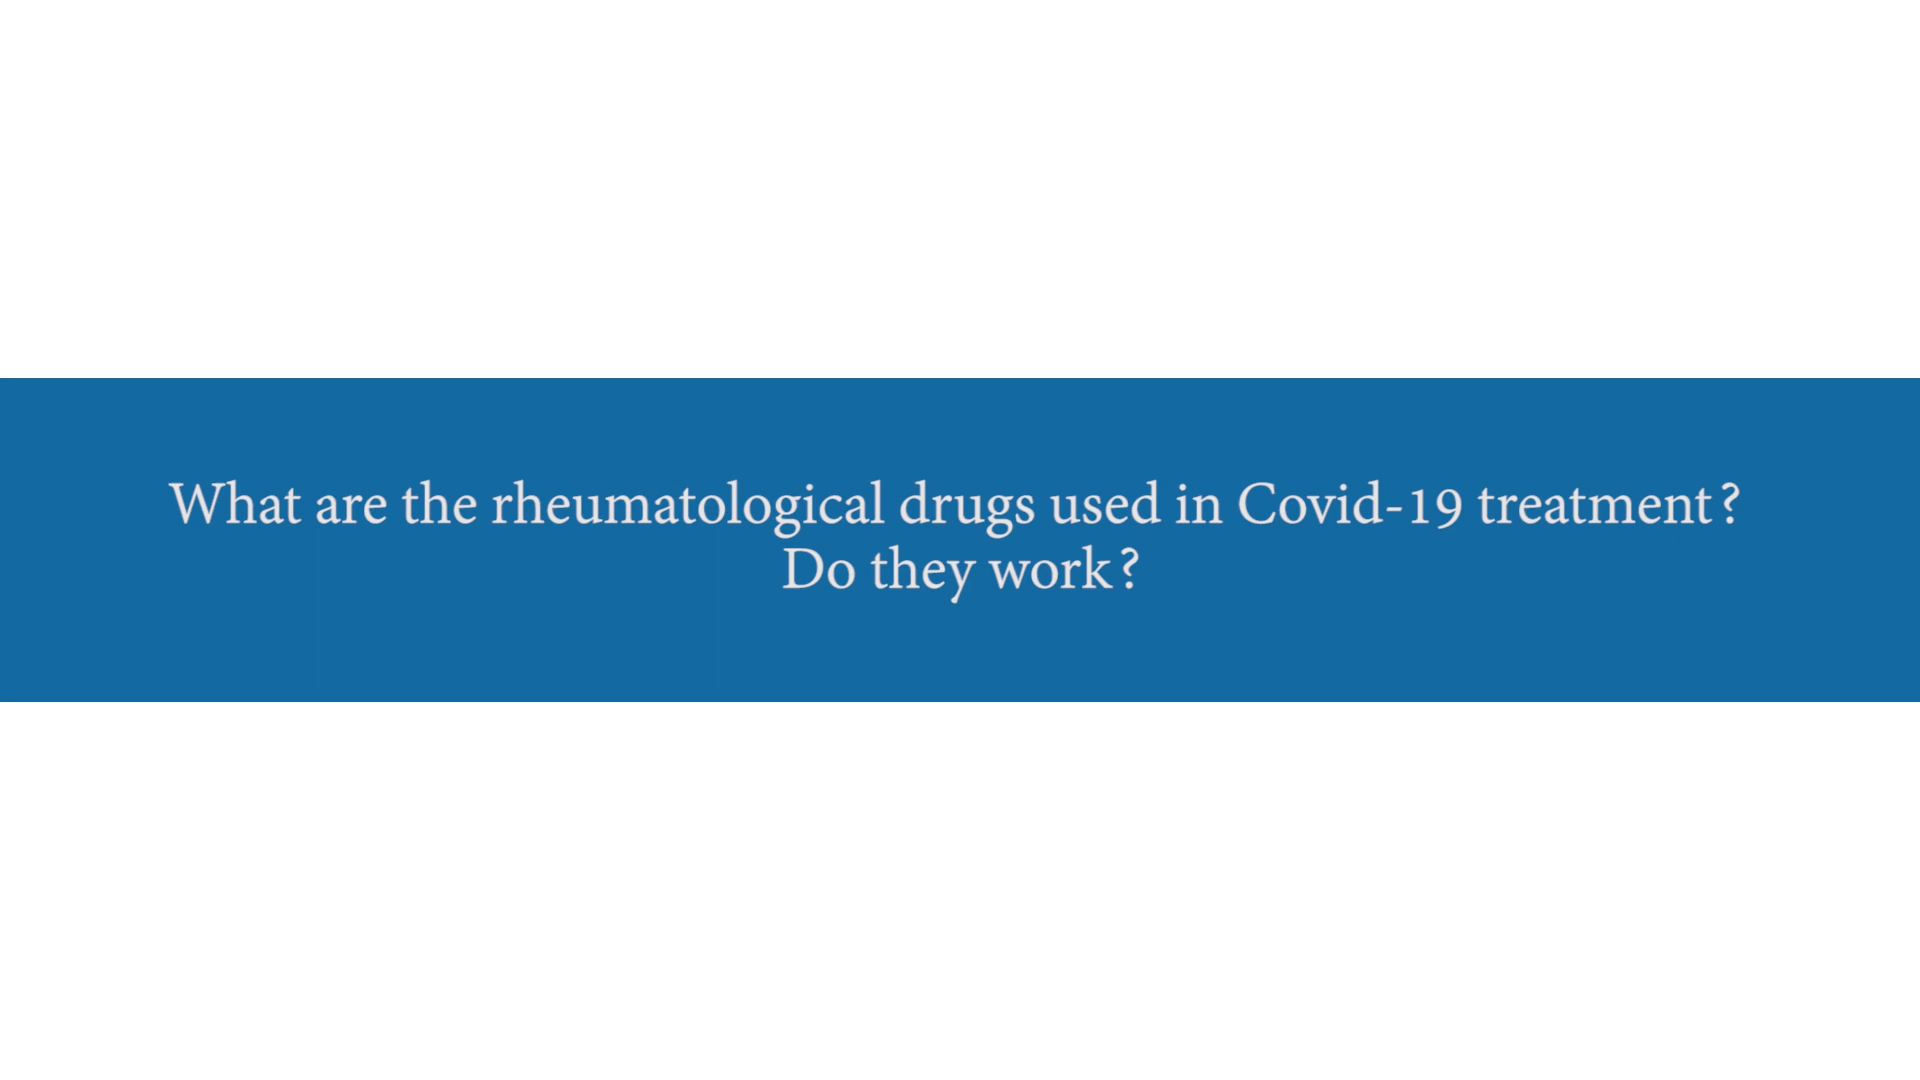 What are the rheumatological drugs used in Covid-19 treatment?
Do they work?